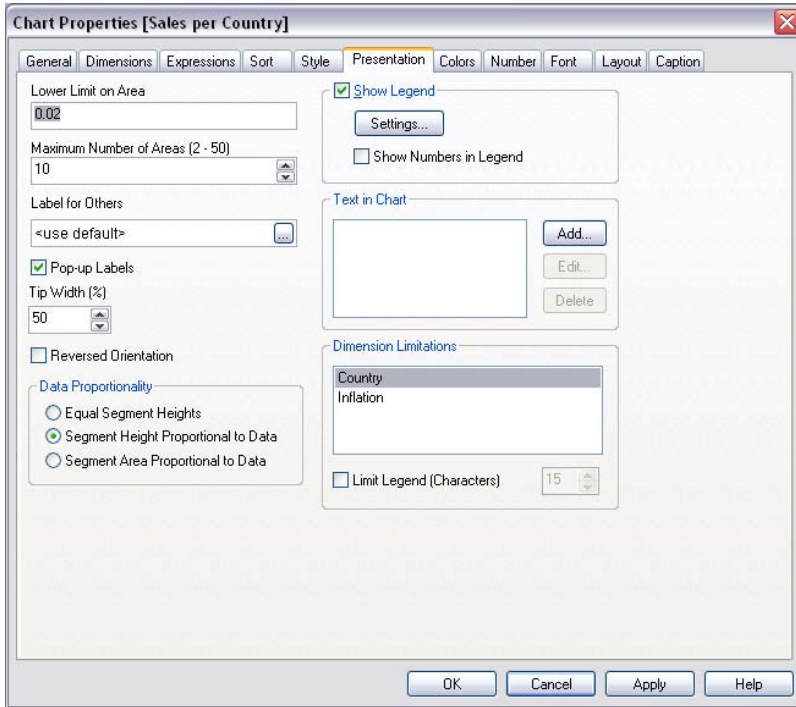 Chart Properties [Sales per Country]
General Dimensions Expressions Sort Style Presentation Colors Number Font Layout Caption
Lower Limit on Area
0.02
Maximum Number of Areas (2 - 50)
10
Label for Others
<use default>
...
Pop-up Labels
Tip Width (%)
50
Reversed Orientation
Data Proportionality
Equal Segment Heights
Segment Height Proportional to Data
Segment Area Proportional to Data
Show Legend
Settings...
Show Numbers in Legend
Text in Chart
Add...
Edit...
Delete
Dimension Limitations
Country
Inflation
Limit Legend (Characters) 15
OK Cancel Apply Help